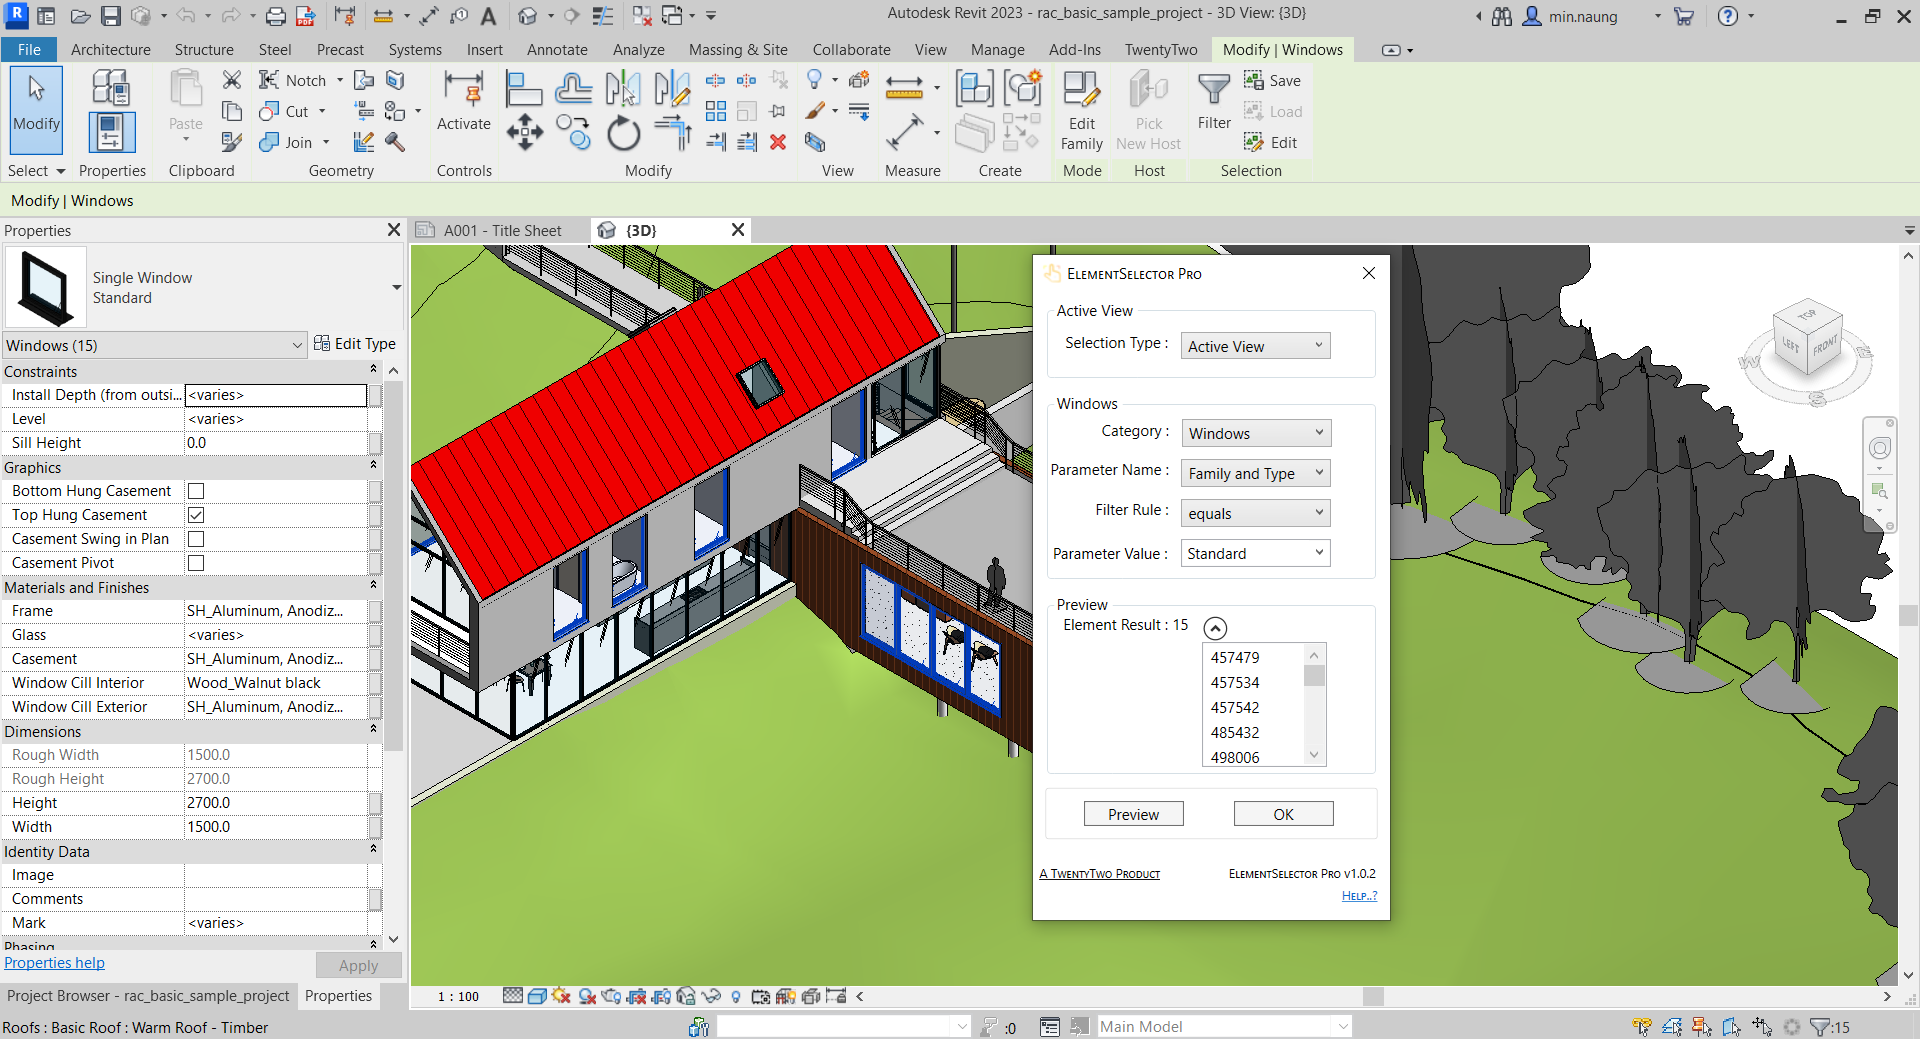 Autodesk Revit 2023 - rac_basic_sample_project - 3D View: {3D}
min.naung
File Architecture Structure Steel Precast Systems Insert Annotate Analyze Massing & Site Collaborate View Manage Add-Ins TwentyTwo Modify | Windows
Modify
Paste
Notch
Cut
Join
Activate
Edit
Family
Pick
New Host
Filter
Save
Load
Edit
Select Properties Clipboard Geometry Controls Modify View Measure Create Mode Host Selection
Modify | Windows
Properties
Single Window
Standard
Windows (15)
Edit Type
Constraints
Install Depth (from outsi... <varies>
Level <varies>
Sill Height 0.0
Graphics
Bottom Hung Casement
Top Hung Casement
Casement Swing in Plan
Casement Pivot
Materials and Finishes
Frame SH_Aluminum, Anodiz...
Glass <varies>
Casement SH_Aluminum, Anodiz...
Window Cill Interior Wood_Walnut black
Window Cill Exterior SH_Aluminum, Anodiz...
Dimensions
Rough Width 1500.0
Rough Height 2700.0
Height 2700.0
Width 1500.0
Identity Data
Image
Comments
Mark <varies>
Phasing
Properties help
Apply
Project Browser - rac_basic_sample_project
Properties
A001 - Title Sheet
{3D}
TOP
LEFT
FRONT
W
S
E
ElementSelector Pro
Active View
Selection Type : Active View
Windows
Category : Windows
Parameter Name : Family and Type
Filter Rule : equals
Parameter Value : Standard
Preview
Element Result : 15
457479
457534
457542
485432
498006
Preview
OK
A TwentyTwo Product
ElementSelector Pro v1.0.2
Help..?
1 : 100
Roofs : Basic Roof : Warm Roof - Timber
:0
Main Model
:15